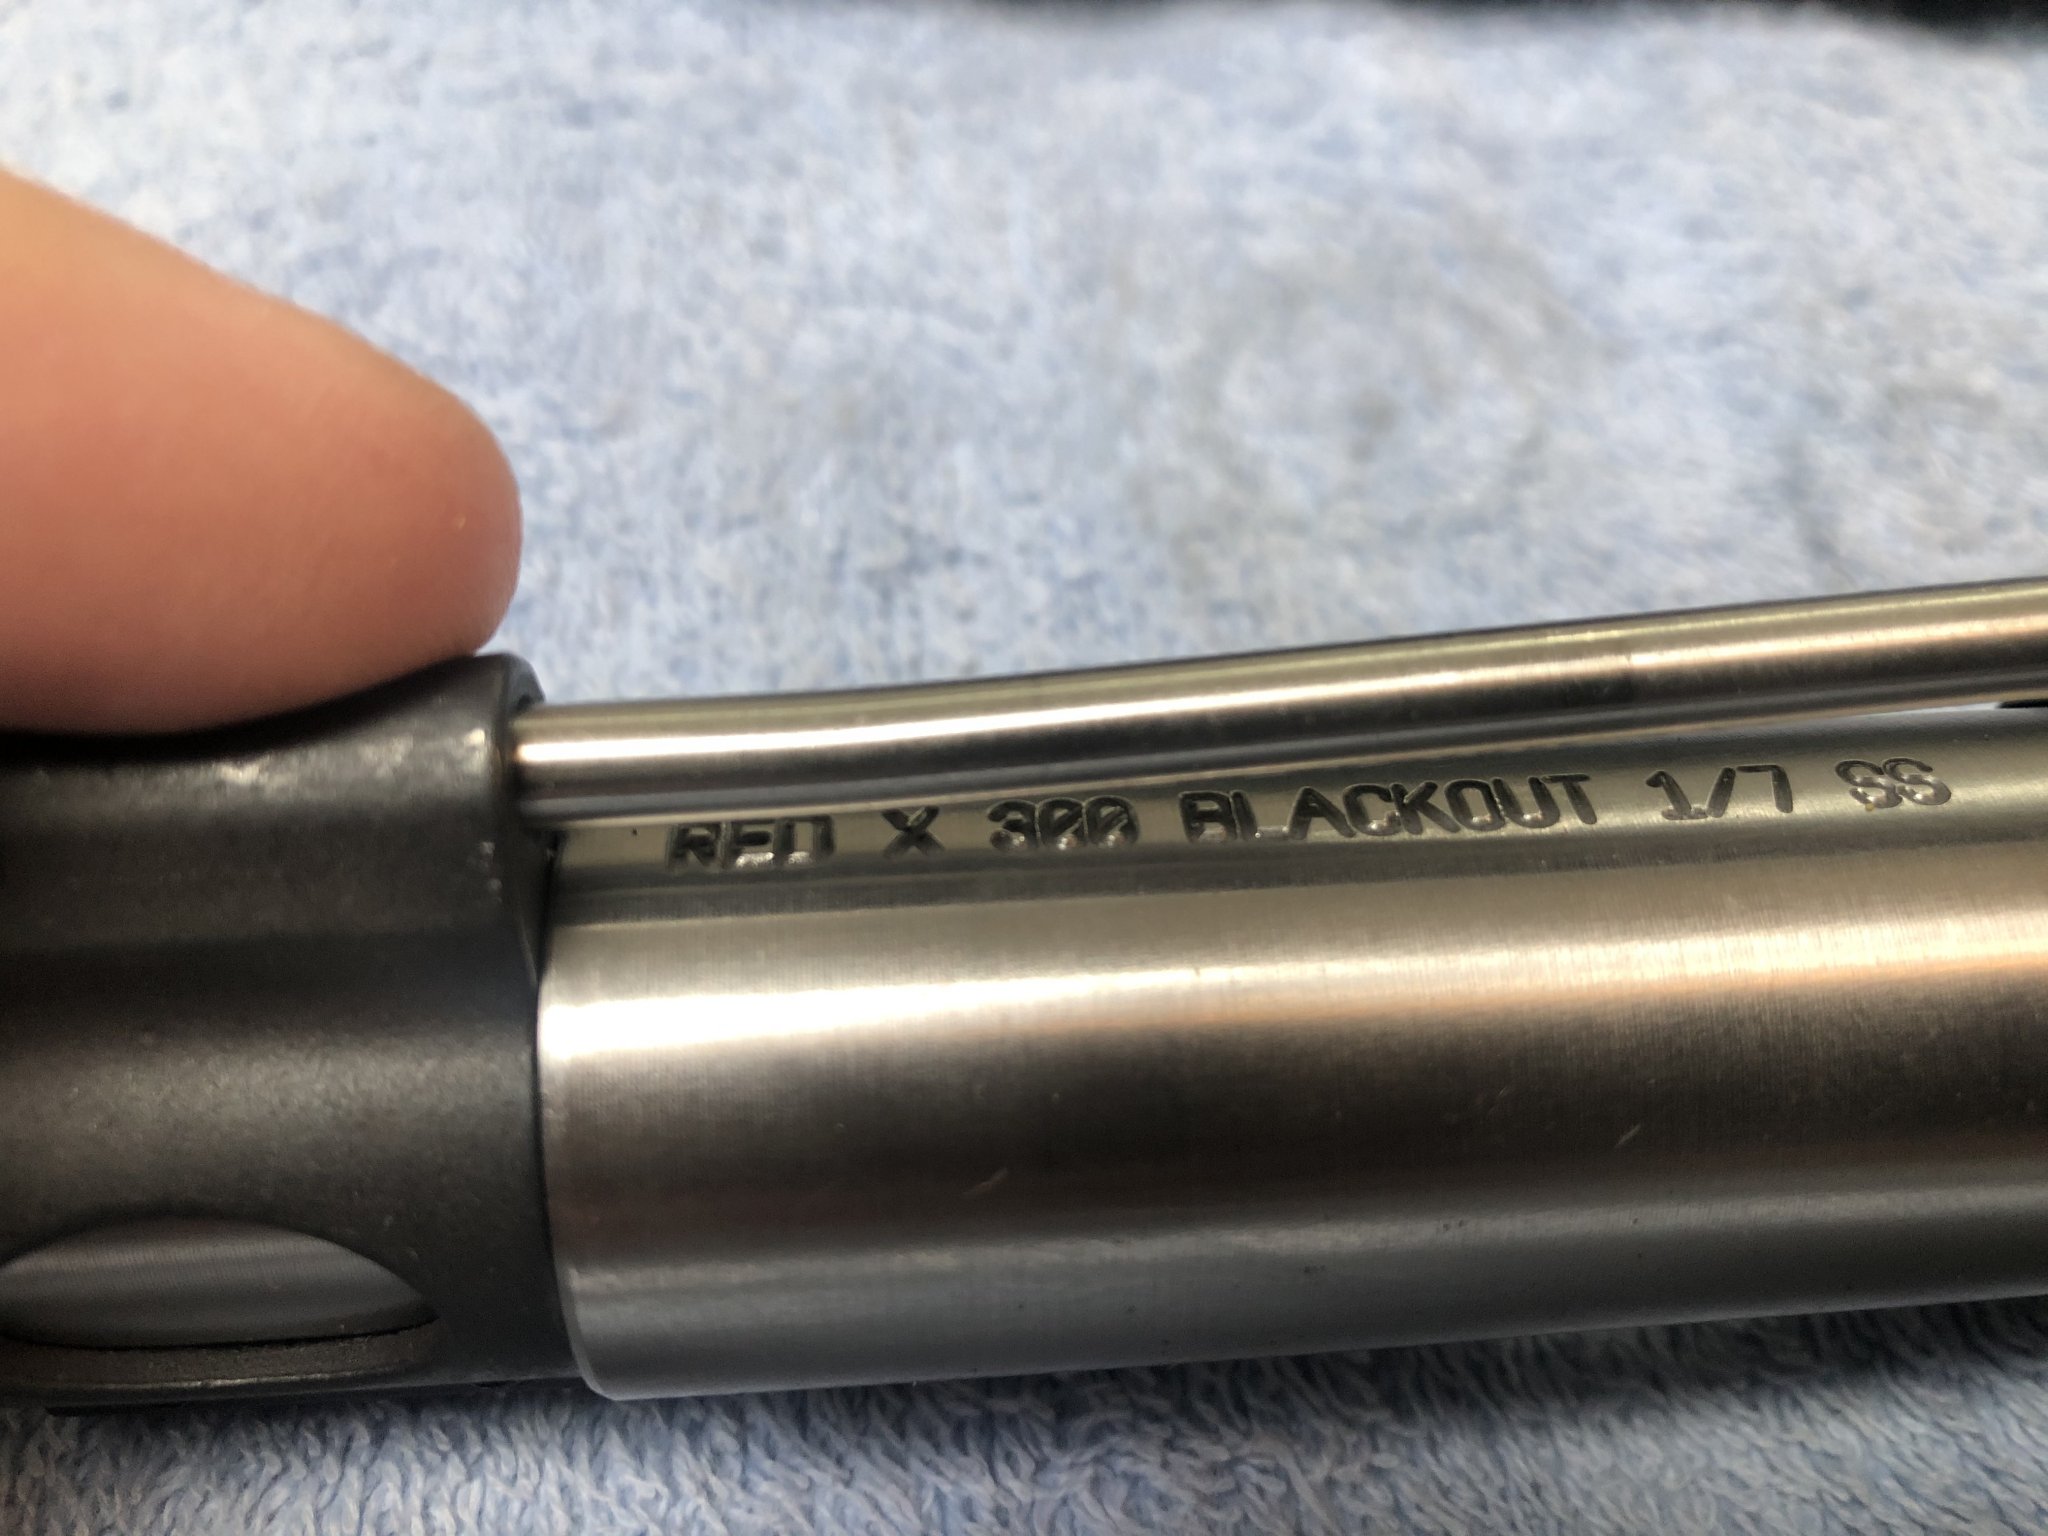 RED X 300 BLACKOUT 1/7 SS